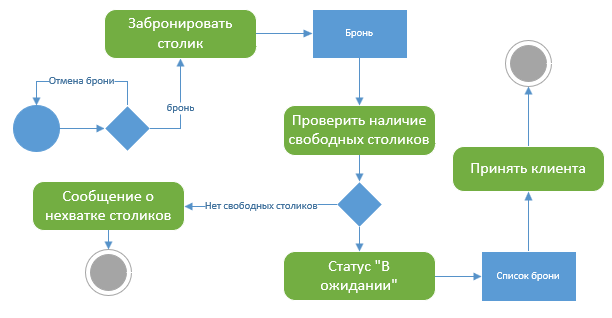 Забронировать
столик
Бронь
Отмена брони
бронь
Проверить наличие
свободных столиков
Принять клиента
Сообщение о
нехватке столиков
Нет свободных столиков
Статус "В
ожидании"
Список брони